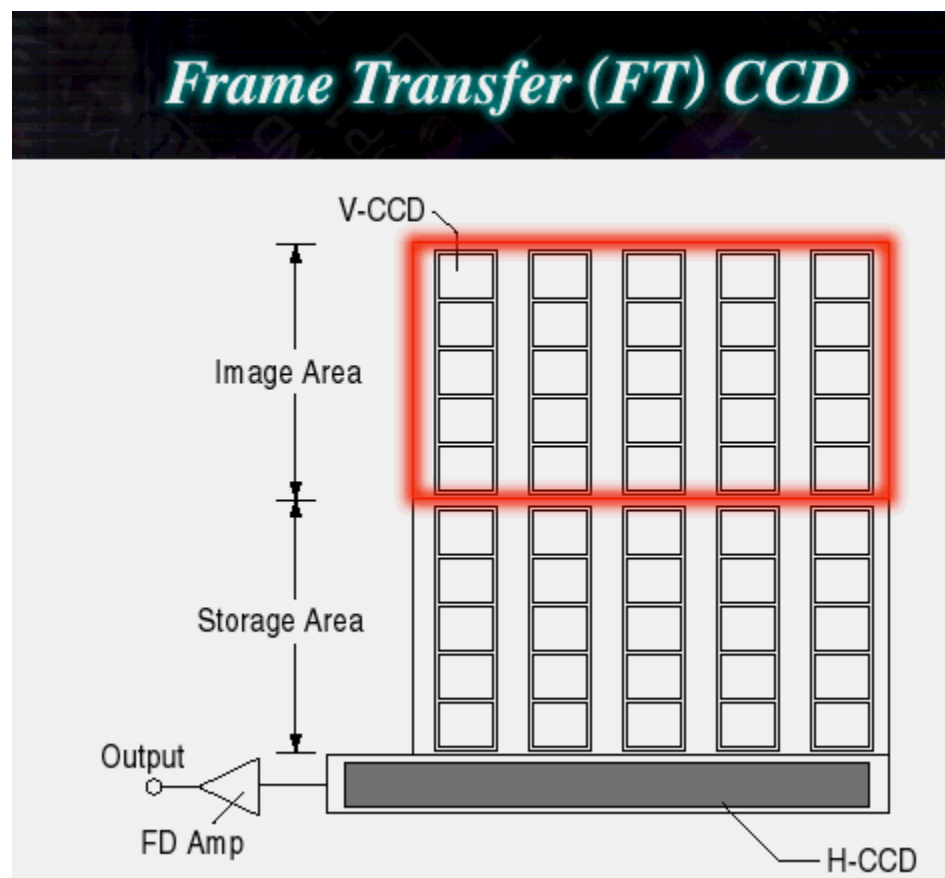 Frame Transfer (FT) CCD
V-CCD
Image Area
Storage Area
Output
FD Amp
H-CCD